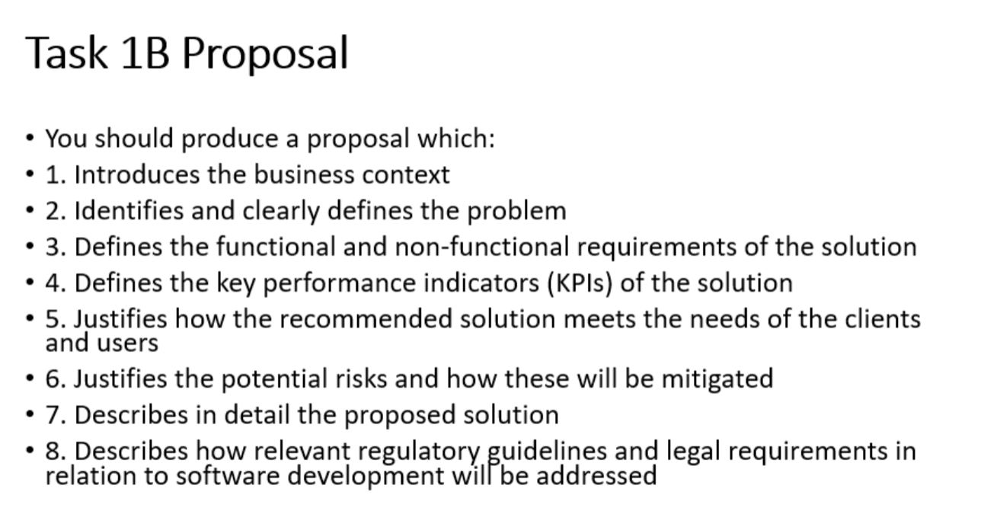 Task 1B Proposal
• You should produce a proposal which:
• 1. Introduces the business context
• 2. Identifies and clearly defines the problem
• 3. Defines the functional and non-functional requirements of the solution
• 4. Defines the key performance indicators (KPIs) of the solution
• 5. Justifies how the recommended solution meets the needs of the clients
and users
• 6. Justifies the potential risks and how these will be mitigated
• 7. Describes in detail the proposed solution
• 8. Describes how relevant regulatory guidelines and legal requirements in
relation to software development will be addressed